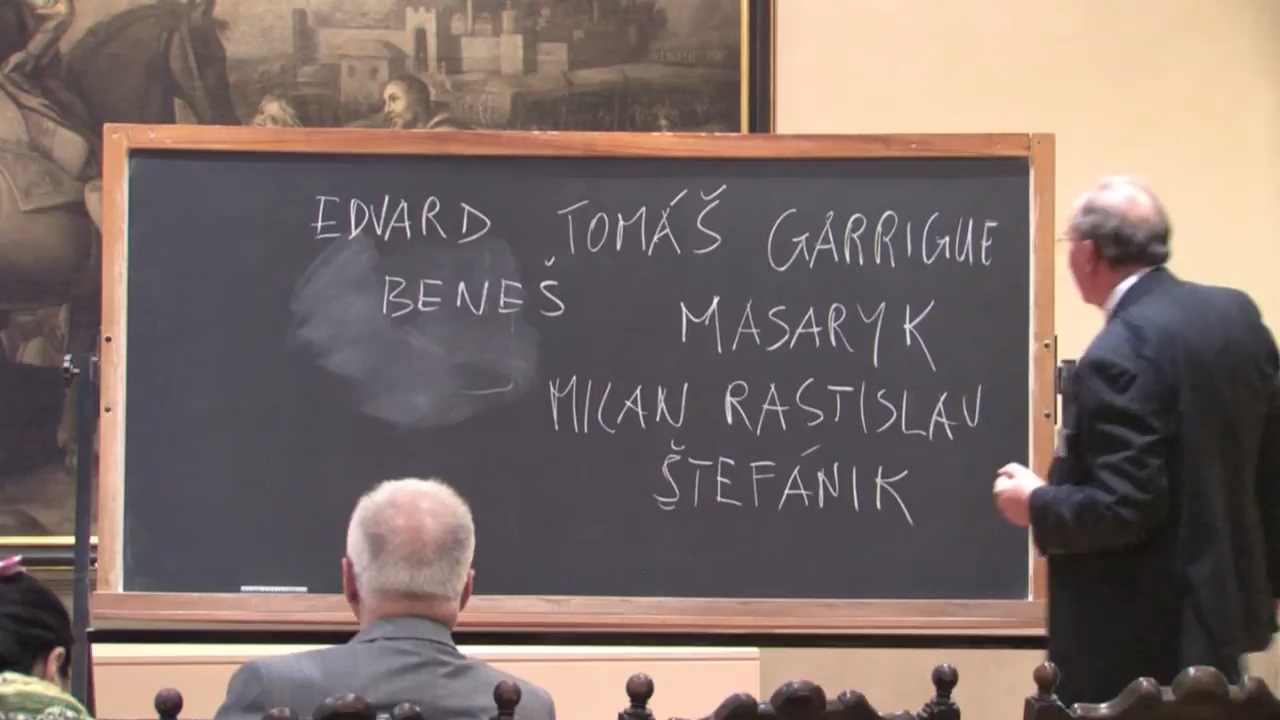 EDVARD
BENEŠ
TOMÁŠ GARRIGUE
MASARYK
MILAN RASTISLAV
ŠTEFÁNIK